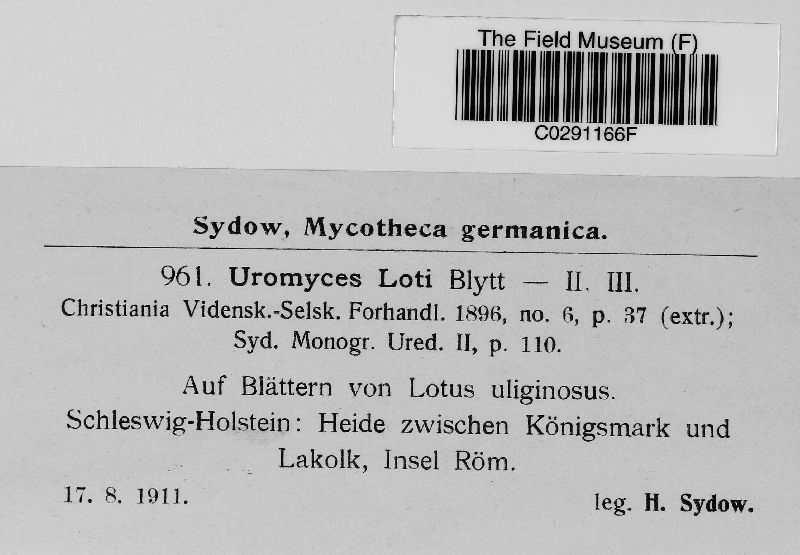 The Field Museum (F)
C0291166F
Sydow, Mycotheca germanica.
961. Uromyces Loti Blytt — II. III.
Christiania Vidensk.-Selsk. Forhandl. 1896, no. 6, p. 37 (extr.);
Syd. Monogr. Ured. II, p. 110.
Auf Blättern von Lotus uliginosus.
Schleswig-Holstein: Heide zwischen Königsmark und
Lakolk, Insel Röm.
17. 8. 1911. leg. H. Sydow.